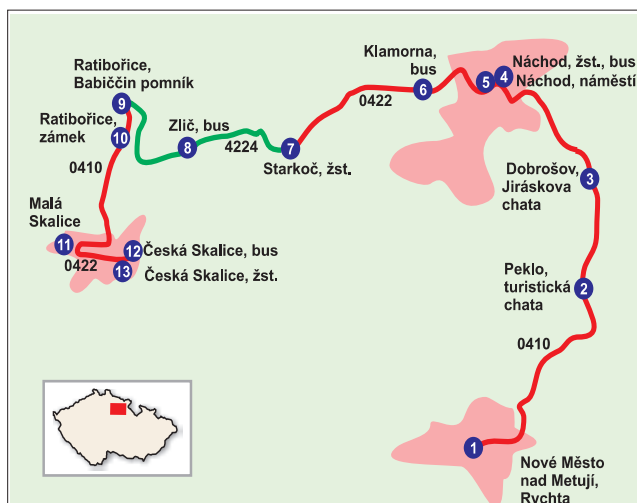 Ratibořice,
Babiččin pomník
9
Ratibořice,
zámek
10
0410
Malá
Skalice
11
0422
12
Česká Skalice, bus
13
Česká Skalice, žst.
Zlič, bus
8
4224
7
Starkoč, žst.
Klamorna,
bus
6
0422
5
4
Náchod, žst., bus
Náchod, náměstí
Dobrošov,
Jiráskova
chata
3
Peklo,
turistická
chata
2
0410
1
Nové Město
nad Metují,
Rychta